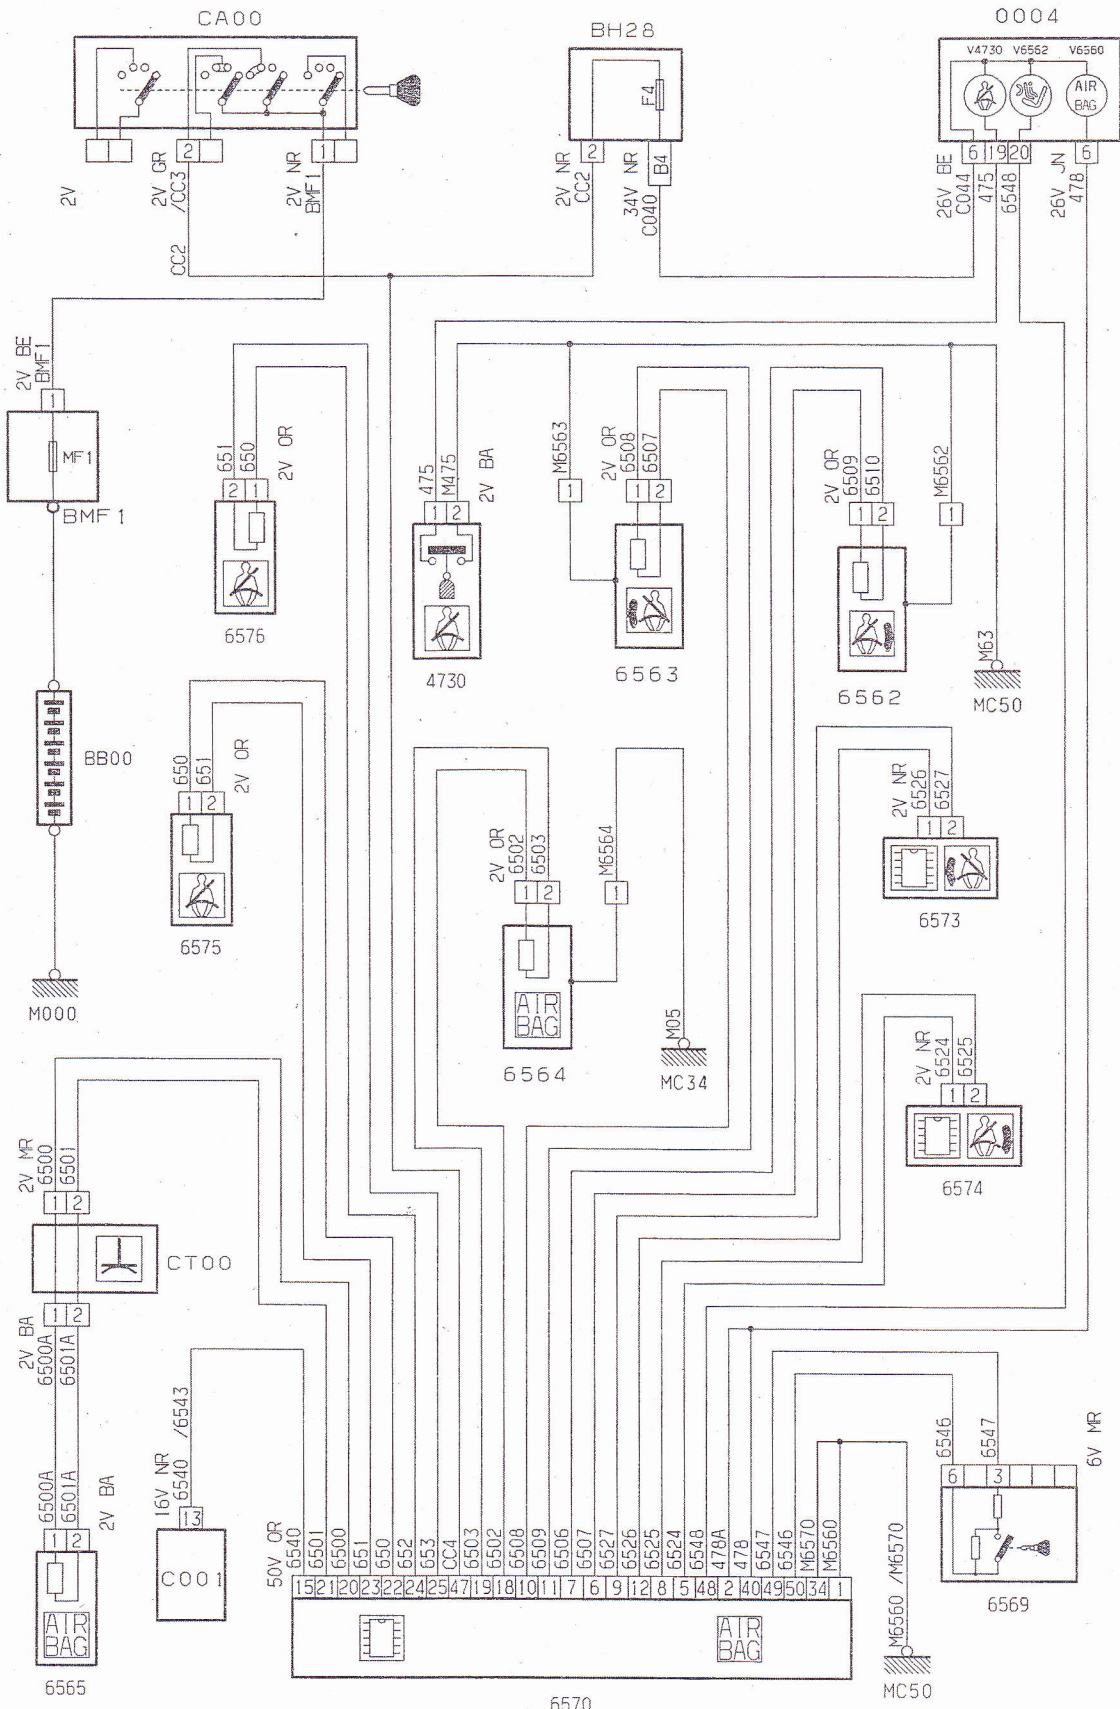 CA00
BH28
0004
V4730 V6562 V6560
F4
AIR
BAG
2
1
2
B4
6 19 20
6
2V
2V GR
/CC3
2V NR
BMF1
2V NR
CC2
34V NR
C040
26V BE
C044
475
6548
26V JN
478
CC2
2V BE
BMF1
1
MF1
BMF1
651
650
2V OR
2 1
6576
475
M475
2V BA
1 2
4730
M6563
1
2V OR
6508
6507
1 2
6563
2V OR
6509
6510
1 2
6562
M6562
1
M63
MC50
BB00
650
651
2V OR
1 2
6575
2V OR
6502
6503
1 2
AIR
BAG
6564
M6564
1
M05
MC34
2V NR
6526
6527
1 2
6573
M000
2V NR
6524
6525
1 2
6574
2V MR
6500
6501
1 2
CT00
1 2
2V BA
6500A
6501A
6500A
6501A
2V BA
1 2
AIR
BAG
6565
16V NR
6540 /6543
13
C001
50V OR
6540
6501
6500
651
650
652
653
CC4
6503
6502
6508
6509
6506
6507
6527
6526
6525
6524
6548
478A
478
6547
6546
M6570
M6560
15 21 20 23 22 24 25 47 19 18 10 11 7 6 9 12 8 5 48 2 40 49 50 34 1
AIR
BAG
6570
M6560 /M6570
MC50
6546
6547
6V MR
6 3
6569